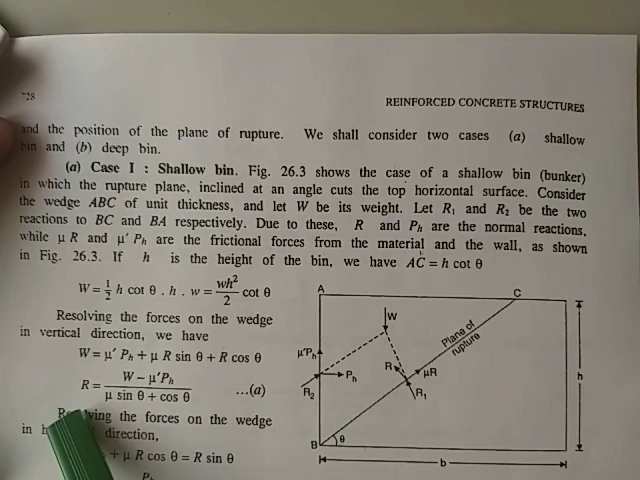 728
REINFORCED CONCRETE STRUCTURES
and the position of the plane of rupture. We shall consider two cases (a) shallow
bin and (b) deep bin.
(a) Case I : Shallow bin. Fig. 26.3 shows the case of a shallow bin (bunker)
in which the rupture plane, inclined at an angle cuts the top horizontal surface. Consider
the wedge ABC of unit thickness, and let W be its weight. Let R₁ and R₂ be the two
reactions to BC and BA respectively. Due to these, R and Pₕ are the normal reactions,
while μ R and μ′ Pₕ are the frictional forces from the material and the wall, as shown
in Fig. 26.3. If h is the height of the bin, we have AC = h cot θ
W = ½ h cot θ . h . w = wh²/2 cot θ
Resolving the forces on the wedge
in vertical direction, we have
W = μ′ Pₕ + μ R sin θ + R cos θ
R = (W − μ′Pₕ)/(μ sin θ + cos θ) ...(a)
the forces on the wedge
in direction,
+ μ R cos θ = R sin θ
A
C
W
Plane of
rupture
μ′Pₕ
Pₕ
R₂
R
μR
R₁
h
B
θ
b